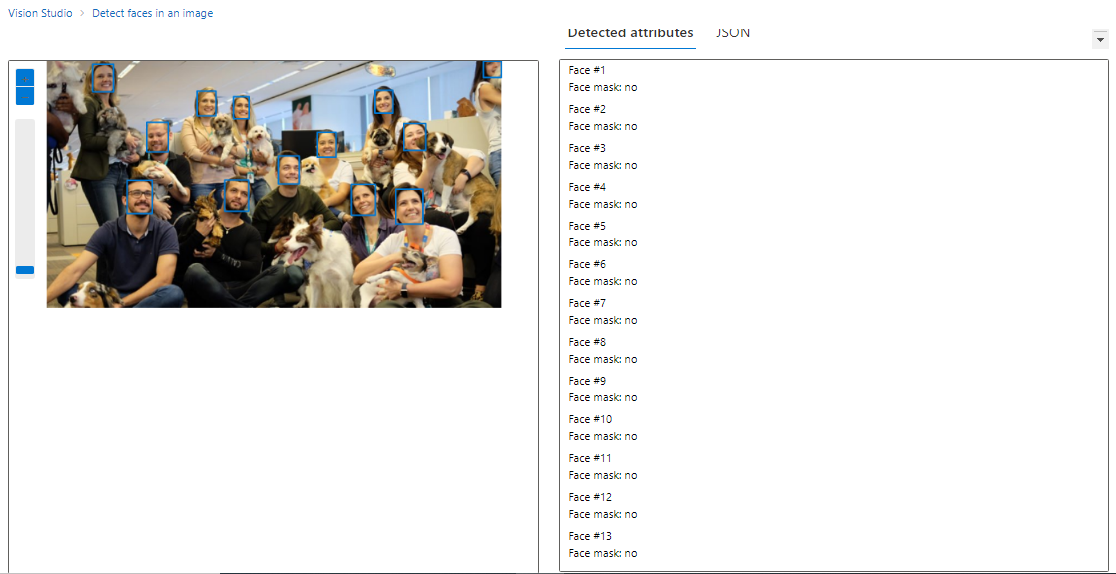 Vision Studio > Detect faces in an image
Detected attributes JSON
Face #1
Face mask: no
Face #2
Face mask: no
Face #3
Face mask: no
Face #4
Face mask: no
Face #5
Face mask: no
Face #6
Face mask: no
Face #7
Face mask: no
Face #8
Face mask: no
Face #9
Face mask: no
Face #10
Face mask: no
Face #11
Face mask: no
Face #12
Face mask: no
Face #13
Face mask: no